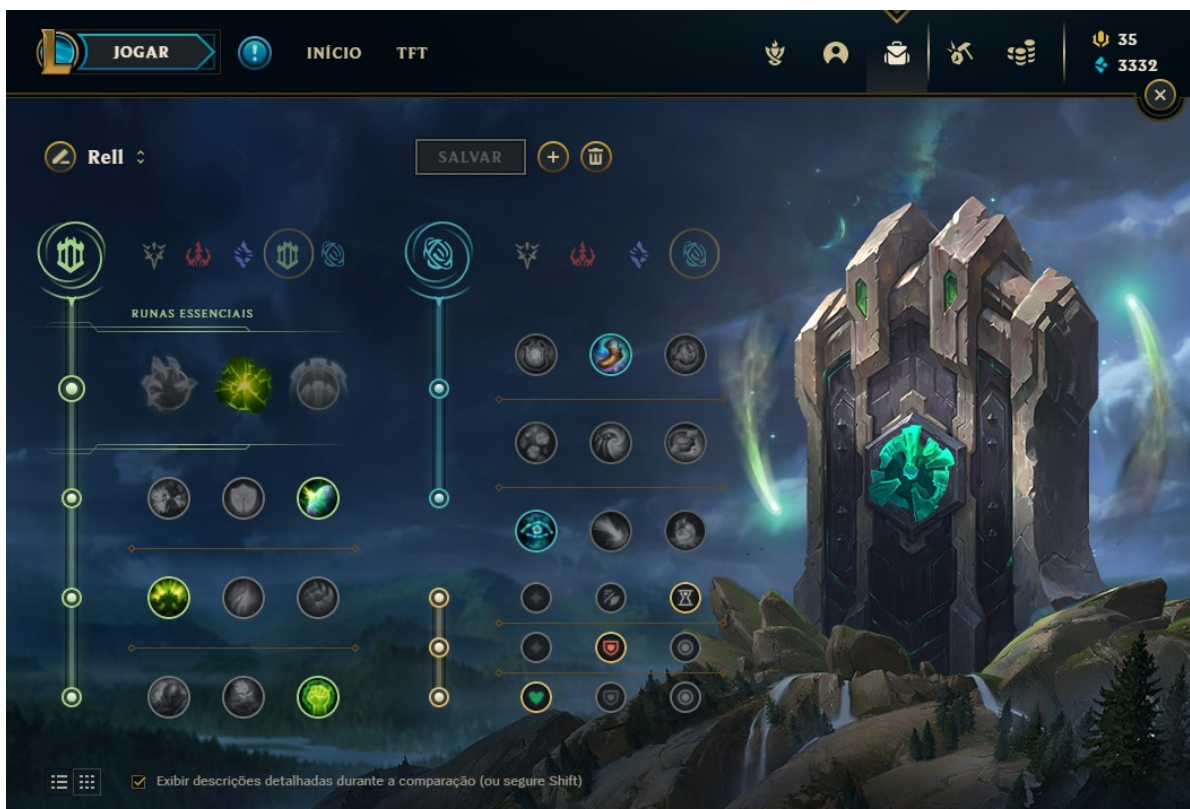 JOGAR
INÍCIO
TFT
35
3332
Rell
SALVAR
RUNAS ESSENCIAIS
Exibir descrições detalhadas durante a comparação (ou segure Shift)